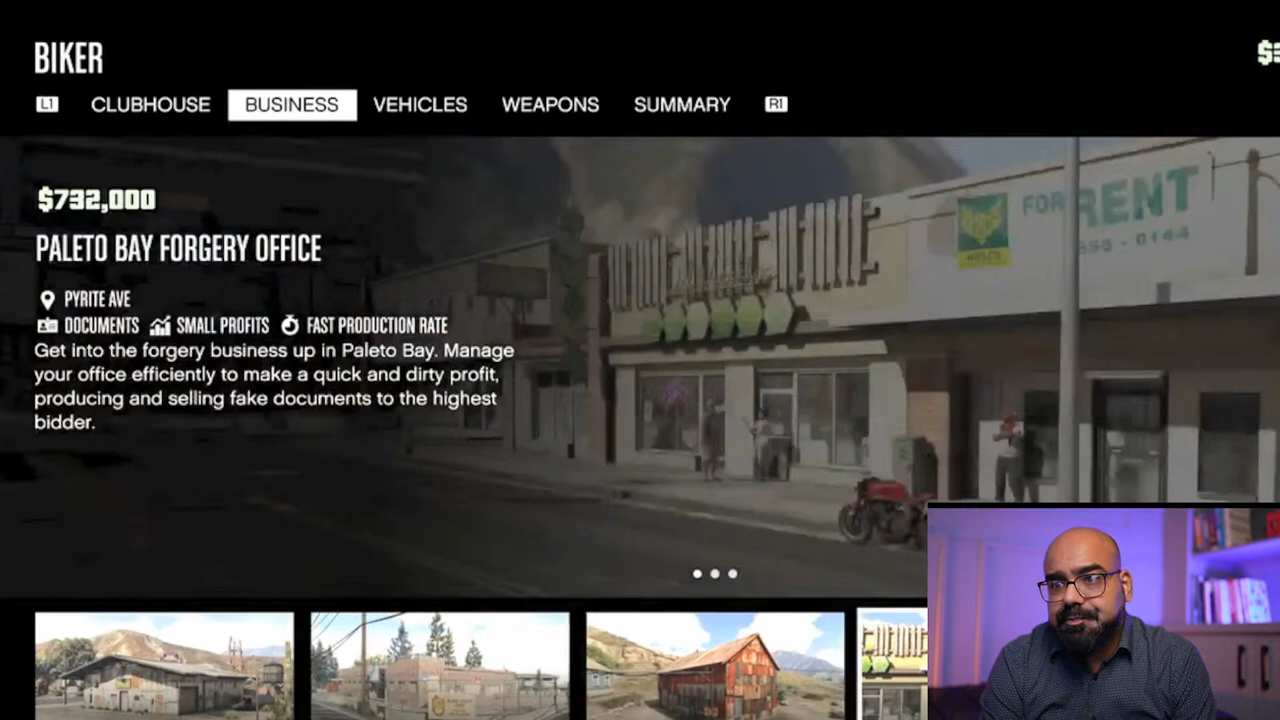 BIKER
L1 CLUBHOUSE BUSINESS VEHICLES WEAPONS SUMMARY R1
$732,000
PALETO BAY FORGERY OFFICE
PYRITE AVE
DOCUMENTS SMALL PROFITS FAST PRODUCTION RATE
Get into the forgery business up in Paleto Bay. Manage
your office efficiently to make a quick and dirty profit,
producing and selling fake documents to the highest
bidder.
FOR RENT